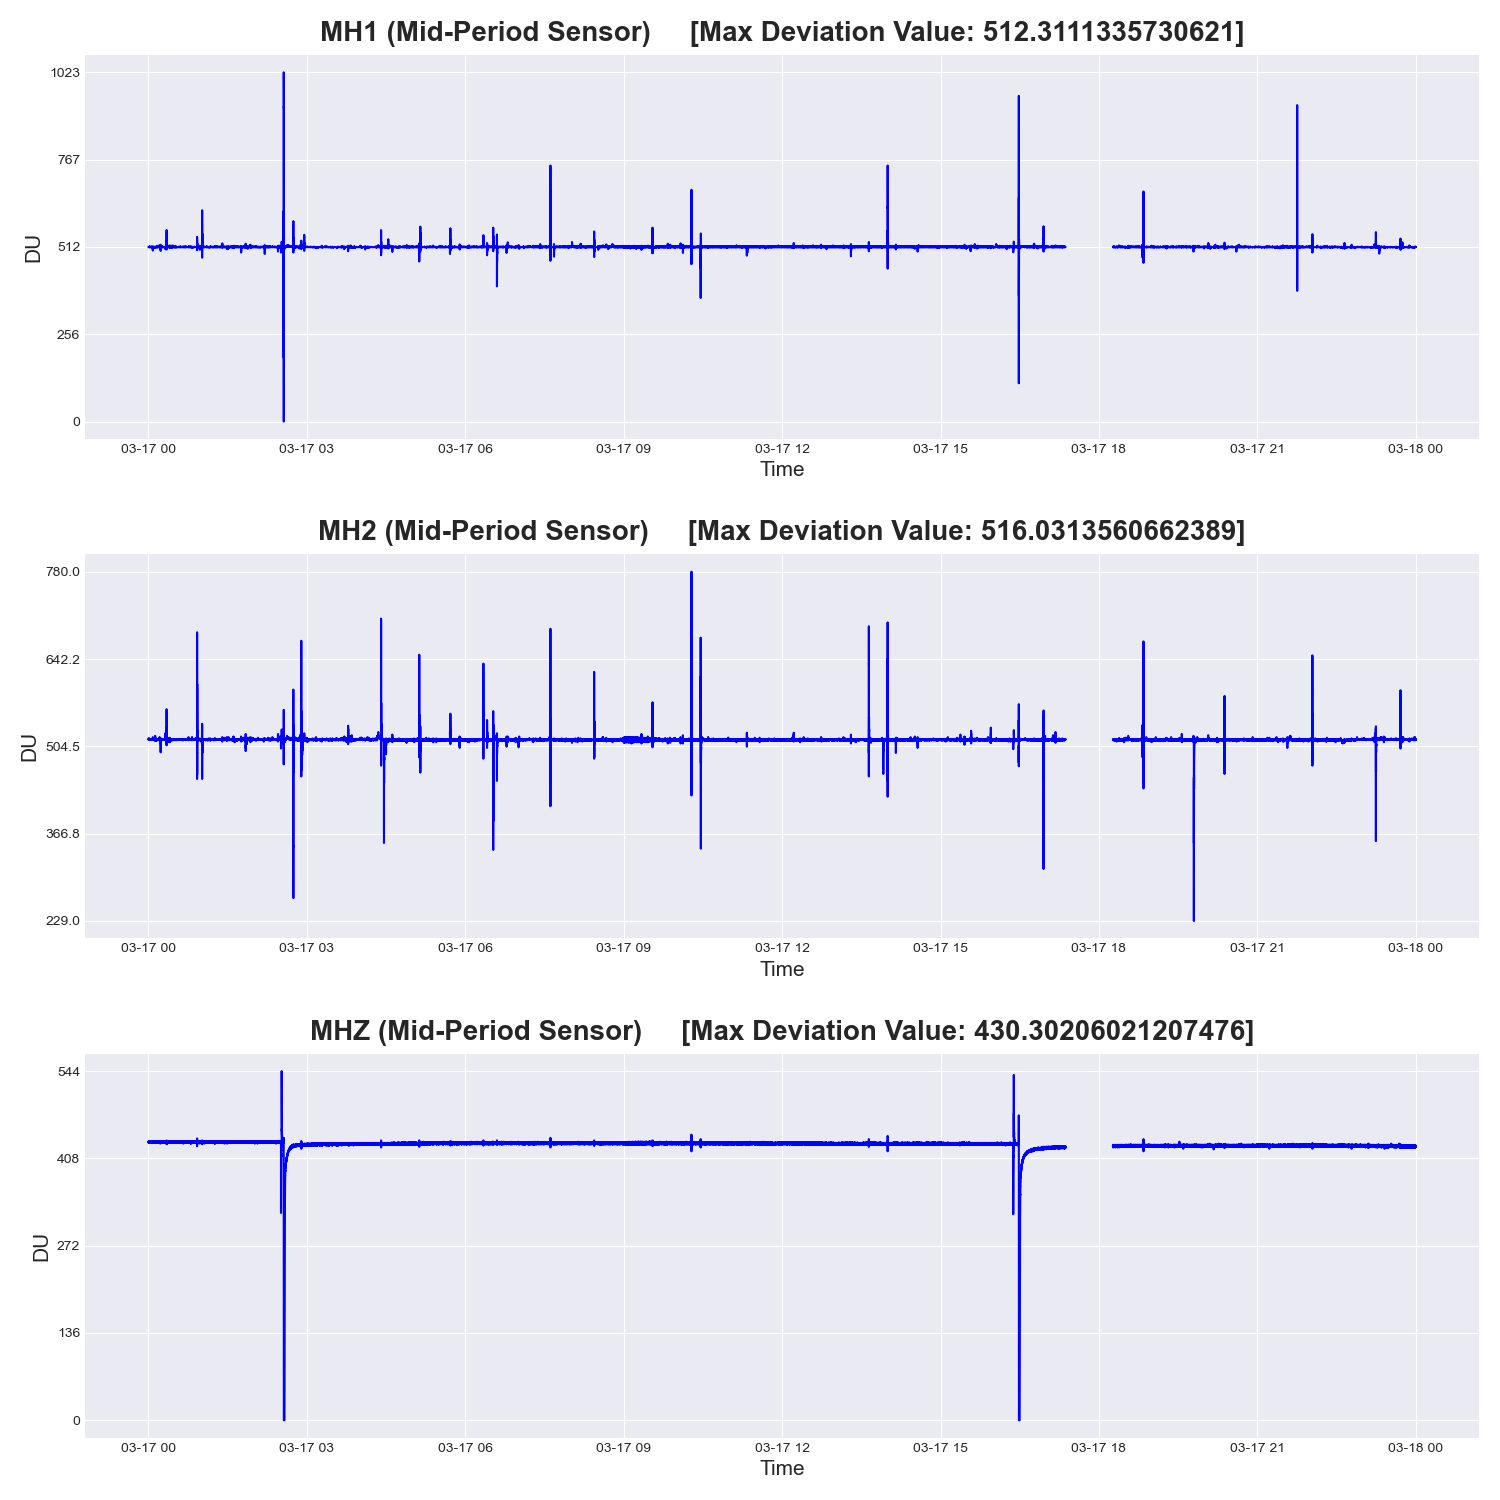 MH1 (Mid-Period Sensor) [Max Deviation Value: 512.3111335730621]
1023
767
512
256
0
DU
03-17 00 03-17 03 03-17 06 03-17 09 03-17 12 03-17 15 03-17 18 03-17 21 03-18 00
Time
MH2 (Mid-Period Sensor) [Max Deviation Value: 516.0313560662389]
780.0
642.2
504.5
366.8
229.0
DU
03-17 00 03-17 03 03-17 06 03-17 09 03-17 12 03-17 15 03-17 18 03-17 21 03-18 00
Time
MHZ (Mid-Period Sensor) [Max Deviation Value: 430.30206021207476]
544
408
272
136
0
DU
03-17 00 03-17 03 03-17 06 03-17 09 03-17 12 03-17 15 03-17 18 03-17 21 03-18 00
Time